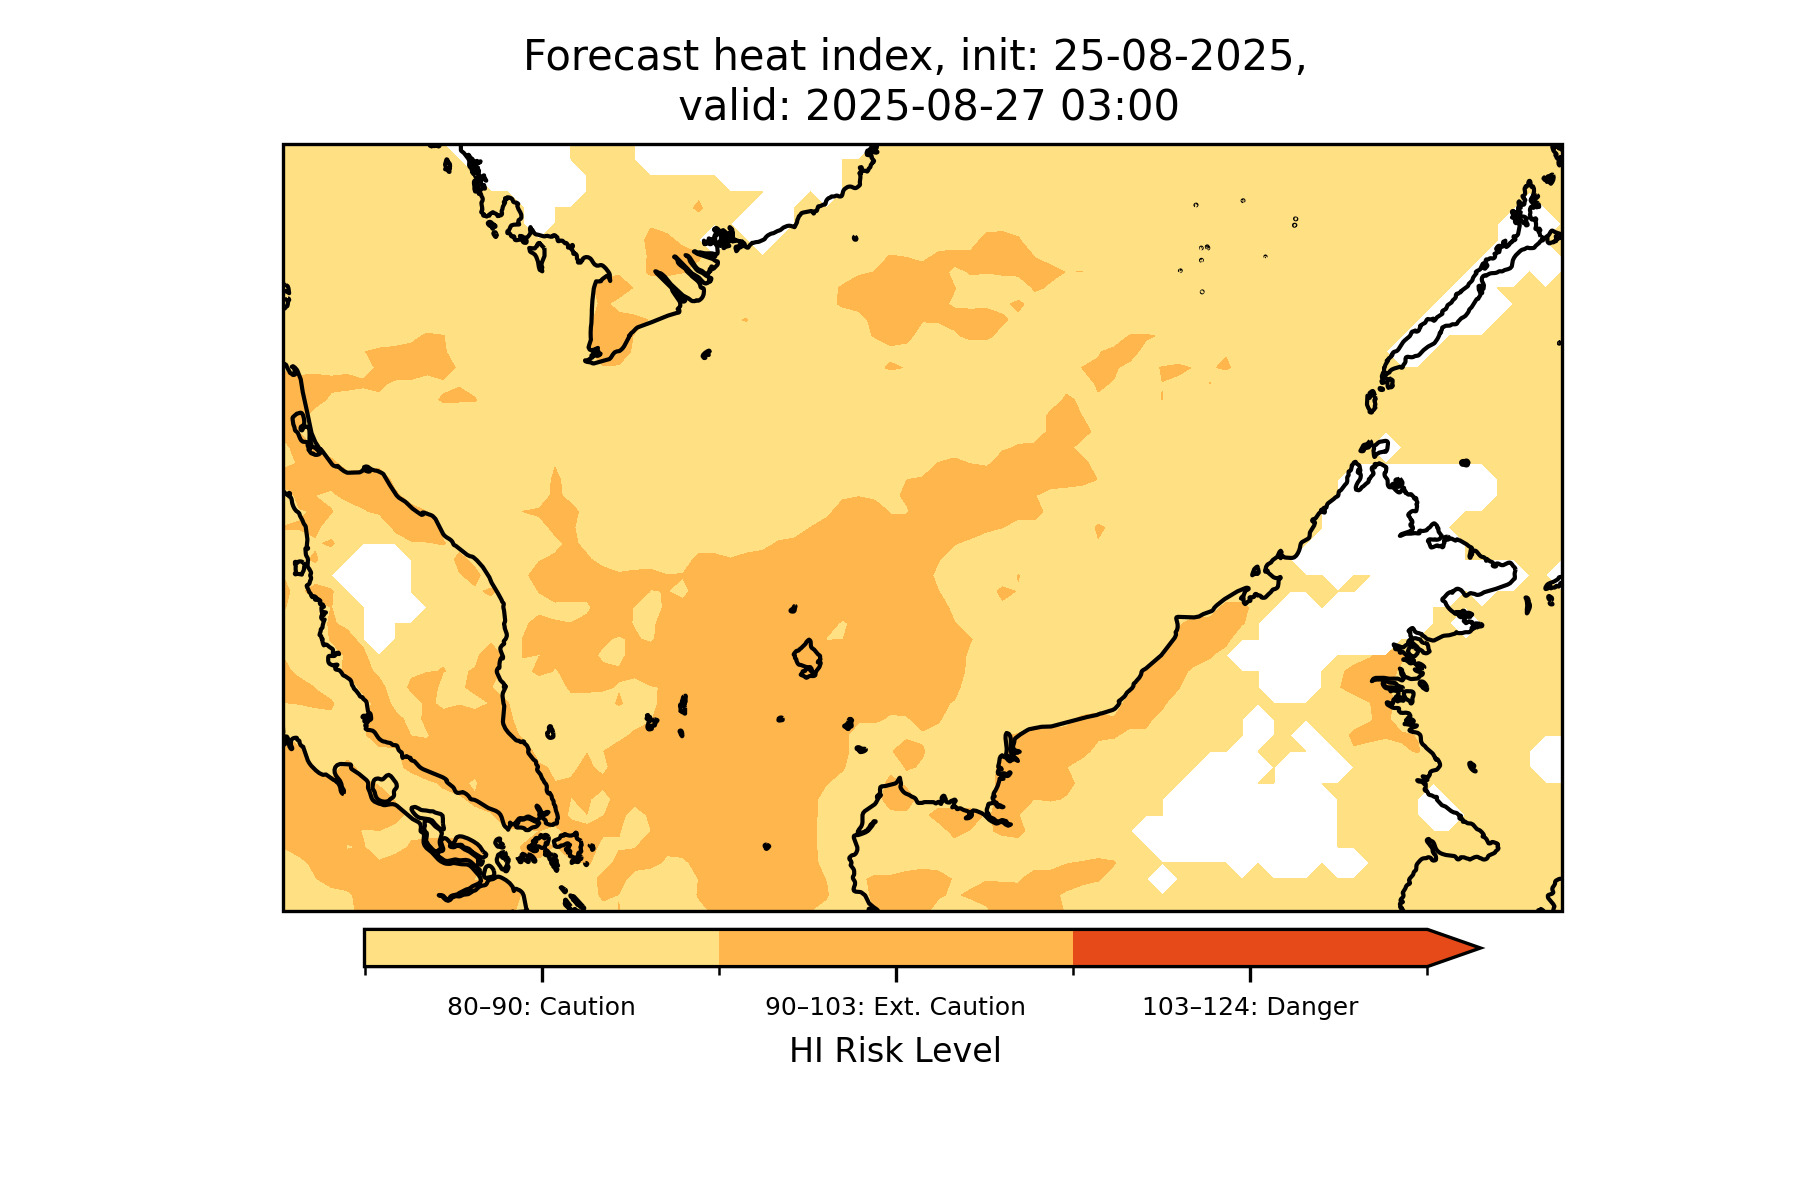 Forecast heat index, init: 25-08-2025,
valid: 2025-08-27 03:00
80–90: Caution
90–103: Ext. Caution
103–124: Danger
HI Risk Level